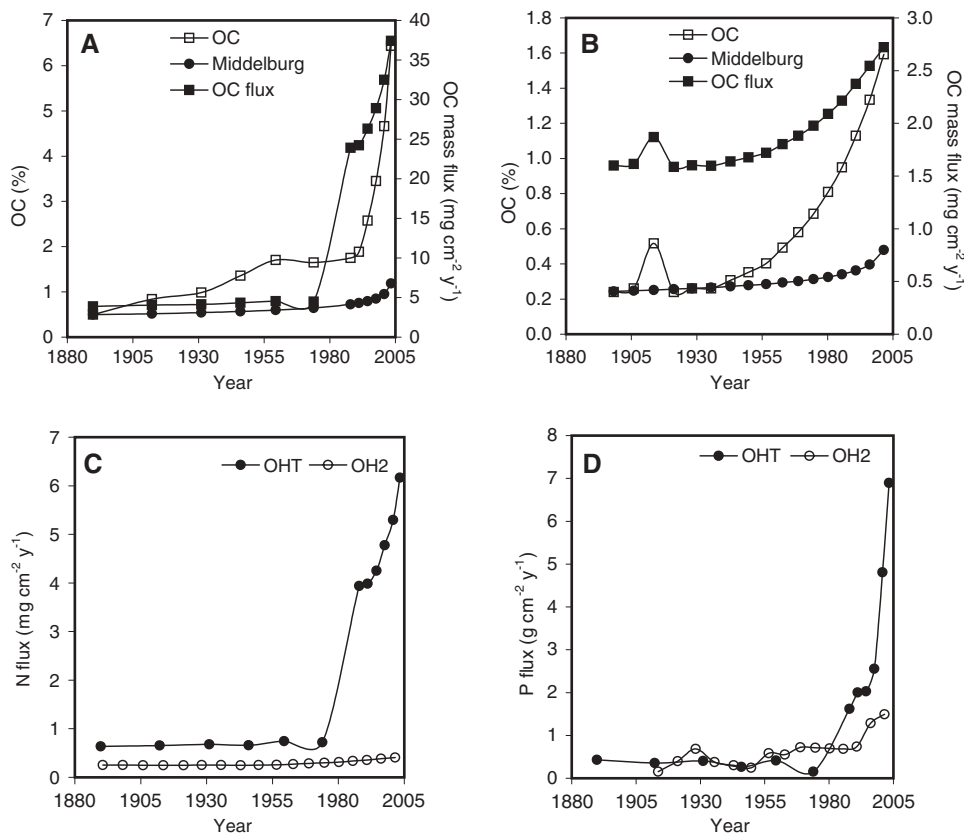 A
OC
Middelburg
OC flux
7
6
5
4
3
2
1
0
OC (%)
40
35
30
25
20
15
10
5
0
OC mass flux (mg cm⁻² y⁻¹)
1880 1905 1930 1955 1980 2005
Year
B
OC
Middelburg
OC flux
1.8
1.6
1.4
1.2
1.0
0.8
0.6
0.4
0.2
0.0
OC (%)
3.0
2.5
2.0
1.5
1.0
0.5
0.0
OC mass flux (mg cm⁻² y⁻¹)
1880 1905 1930 1955 1980 2005
Year
C
OHT OH2
7
6
5
4
3
2
1
0
N flux (mg cm⁻² y⁻¹)
1880 1905 1930 1955 1980 2005
Year
D
OHT OH2
8
7
6
5
4
3
2
1
0
P flux (g cm⁻² y⁻¹)
1880 1905 1930 1955 1980 2005
Year